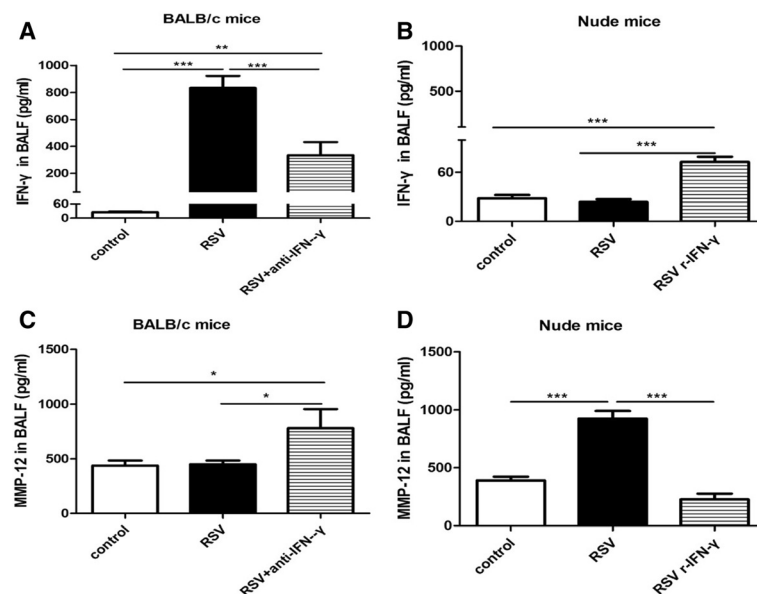 A
BALB/c mice
IFN-γ in BALF (pg/ml)
1000
800
600
400
200
60
0
**
***
***
control
RSV
RSV+anti-IFN--γ
B
Nude mice
IFN-γ in BALF (pg/ml)
1000
500
60
0
***
***
control
RSV
RSV r-IFN-γ
C
BALB/c mice
MMP-12 in BALF (pg/ml)
1500
1000
500
0
*
*
control
RSV
RSV+anti-IFN--γ
D
Nude mice
MMP-12 in BALF (pg/ml)
1500
1000
500
0
***
***
control
RSV
RSV r-IFN-γ